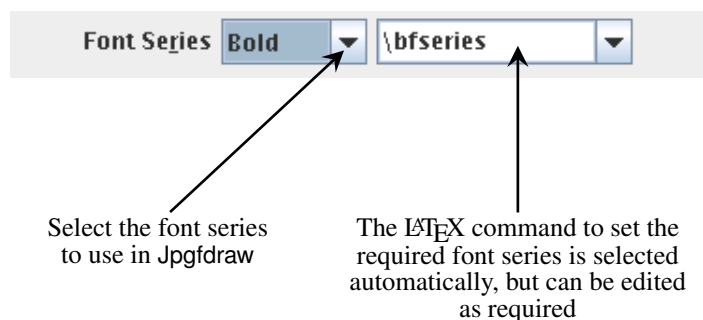 Font Series Bold \bfseries
Select the font series
to use in Jpgfdraw
The LATEX command to set the
required font series is selected
automatically, but can be edited
as required